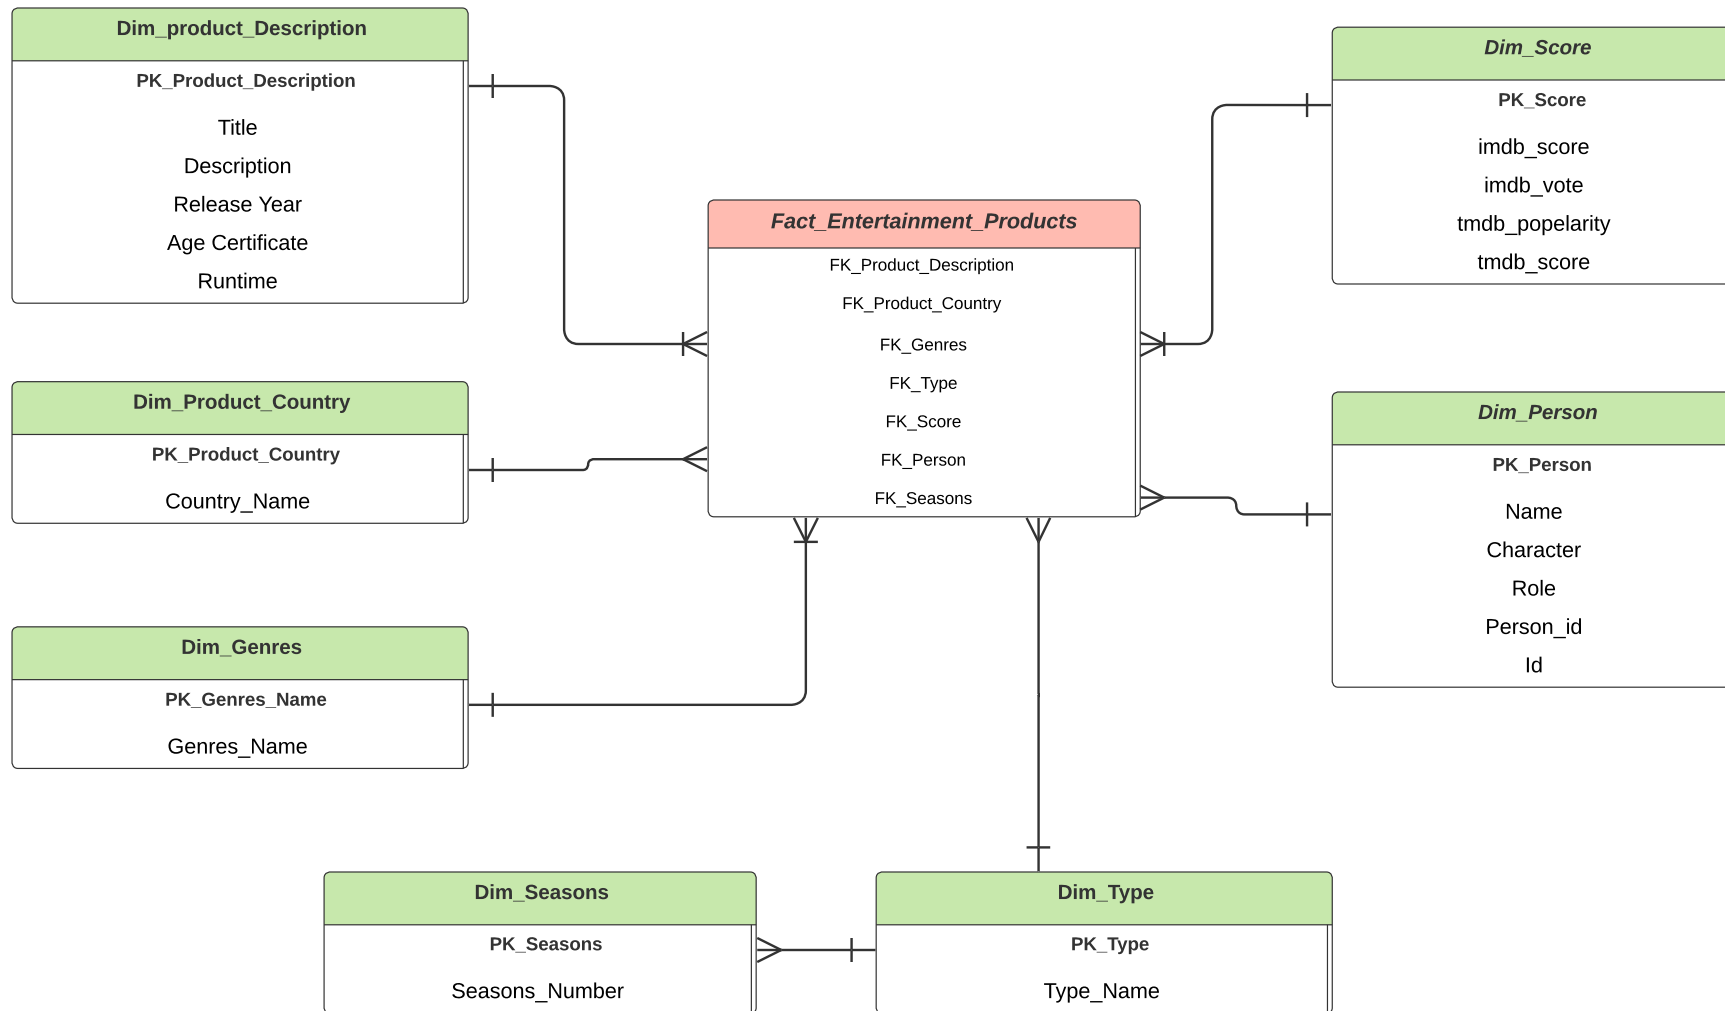 Dim_product_Description
PK_Product_Description
Title
Description
Release Year
Age Certificate
Runtime
Dim_Score
PK_Score
imdb_score
imdb_vote
tmdb_popelarity
tmdb_score
Fact_Entertainment_Products
FK_Product_Description
FK_Product_Country
FK_Genres
FK_Type
FK_Score
FK_Person
FK_Seasons
Dim_Product_Country
PK_Product_Country
Country_Name
Dim_Person
PK_Person
Name
Character
Role
Person_id
Id
Dim_Genres
PK_Genres_Name
Genres_Name
Dim_Seasons
PK_Seasons
Seasons_Number
Dim_Type
PK_Type
Type_Name